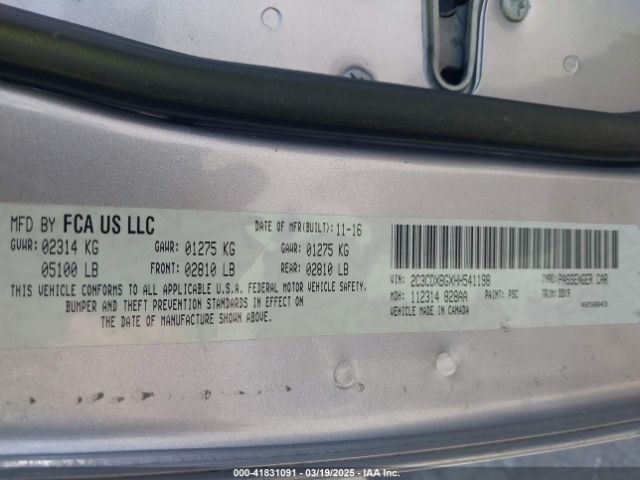 MFD BY FCA US LLC
DATE OF MFR(BUILT): 11-16
GVWR: 02314 KG GAWR: 01275 KG GAWR: 01275 KG
05100 LB FRONT: 02810 LB REAR: 02810 LB
THIS VEHICLE CONFORMS TO ALL APPLICABLE U.S.A. FEDERAL MOTOR VEHICLE SAFETY,
BUMPER AND THEFT PREVENTION STANDARDS IN EFFECT ON
THE DATE OF MANUFACTURE SHOWN ABOVE.
VIN: 2C3CDXBGXHH541198 TYPE: PASSENGER CAR
MDH: 112314 828AA PAINT: PSC TRIM:
VEHICLE MADE IN CANADA
000-41831091 - 03/19/2025 - IAA Inc.